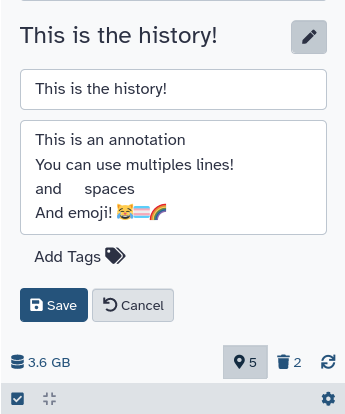 This is the history!
This is the history!
This is an annotation
You can use multiples lines!
and     spaces
And emoji! 😹🏳️‍⚧️🌈
Add Tags
Save Cancel
3.6 GB 5 2